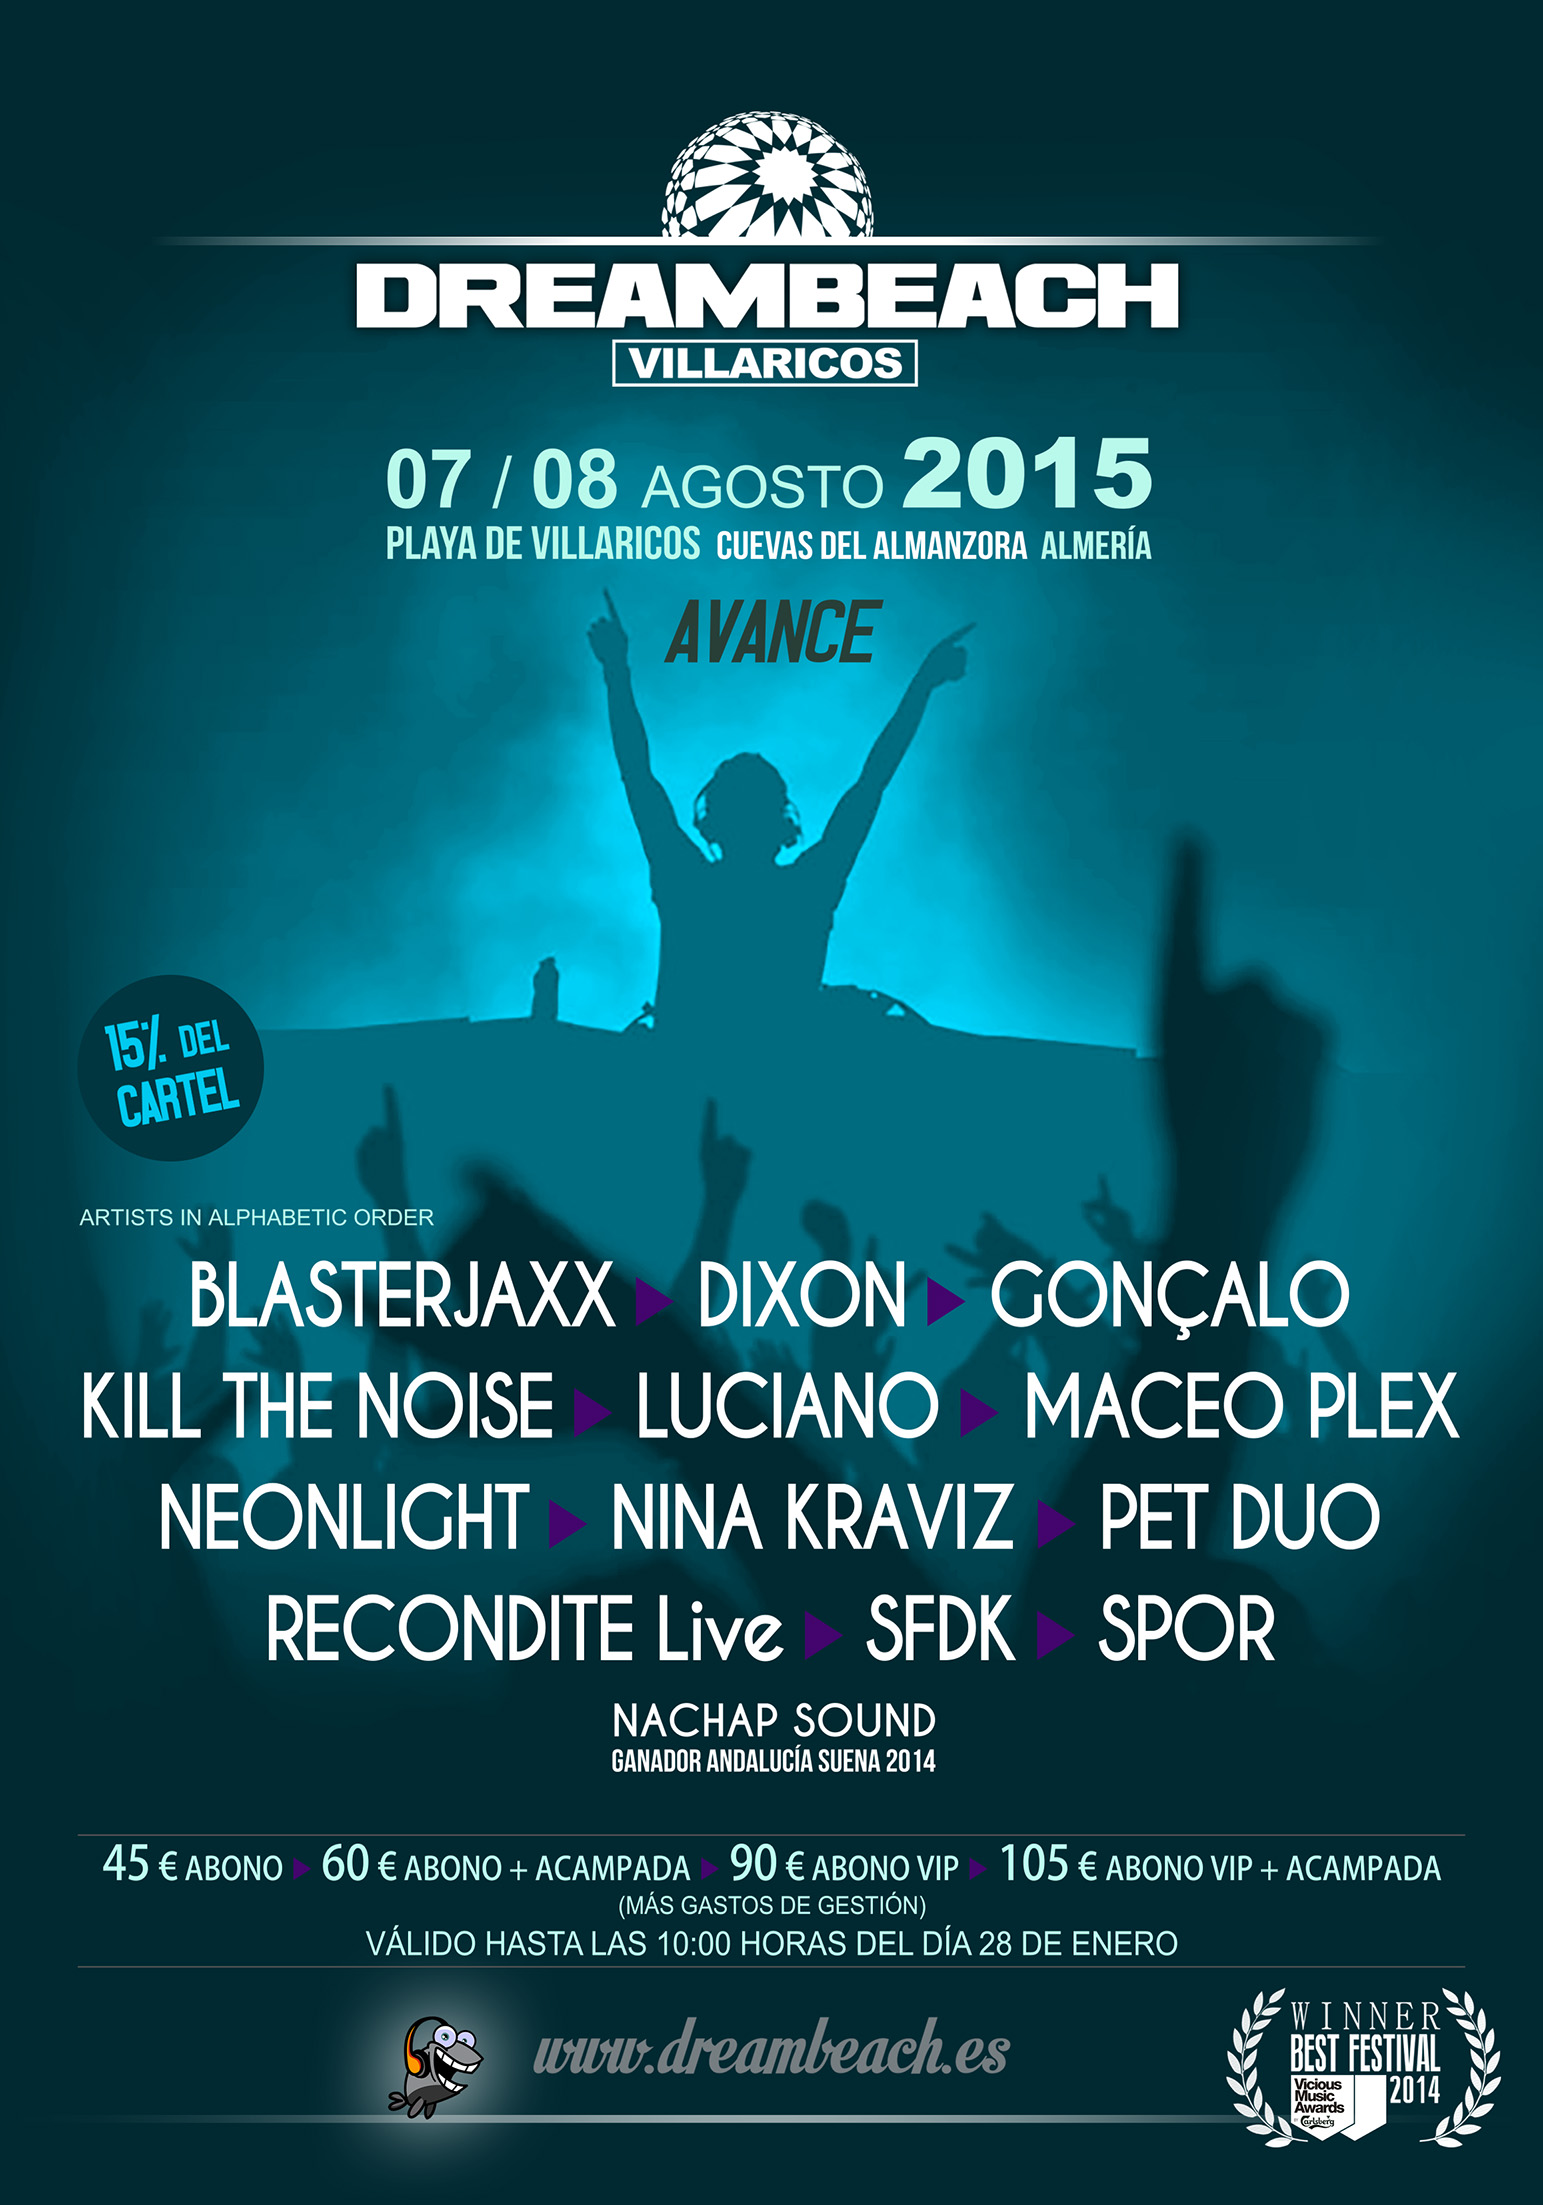 DREAMBEACH
VILLARICOS
07 / 08 AGOSTO 2015
PLAYA DE VILLARICOS CUEVAS DEL ALMANZORA ALMERÍA
AVANCE
15% DEL
CARTEL
ARTISTS IN ALPHABETIC ORDER
BLASTERJAXX DIXON GONÇALO
KILL THE NOISE LUCIANO MACEO PLEX
NEONLIGHT NINA KRAVIZ PET DUO
RECONDITE Live SFDK SPOR
NACHAP SOUND
GANADOR ANDALUCÍA SUENA 2014
45 € ABONO 60 € ABONO + ACAMPADA 90 € ABONO VIP 105 € ABONO VIP + ACAMPADA
(MÁS GASTOS DE GESTIÓN)
VÁLIDO HASTA LAS 10:00 HORAS DEL DÍA 28 DE ENERO
www.dreambeach.es
WINNER
BEST FESTIVAL
2014
Vicious
Music
Awards
BY Carlsberg